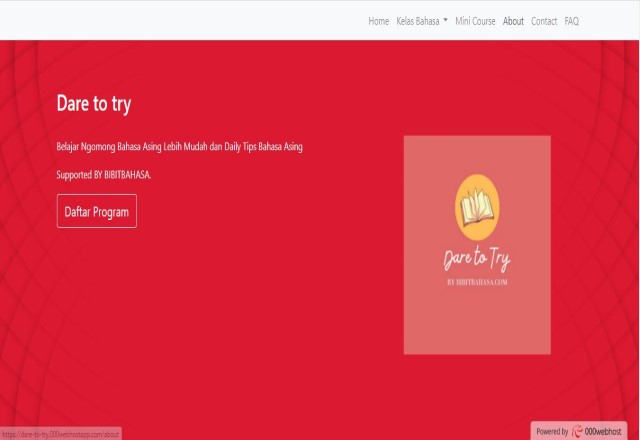 Home Kelas Bahasa Mini Course About Contact FAQ
Dare to try
Belajar Ngomong Bahasa Asing Lebih Mudah dan Daily Tips Bahasa Asing
Supported BY BIBITBAHASA.
Daftar Program
Dare to Try
BY BIBITBAHASA.COM
https://dare-to-try.000webhostapp.com/about
Powered by 000webhost